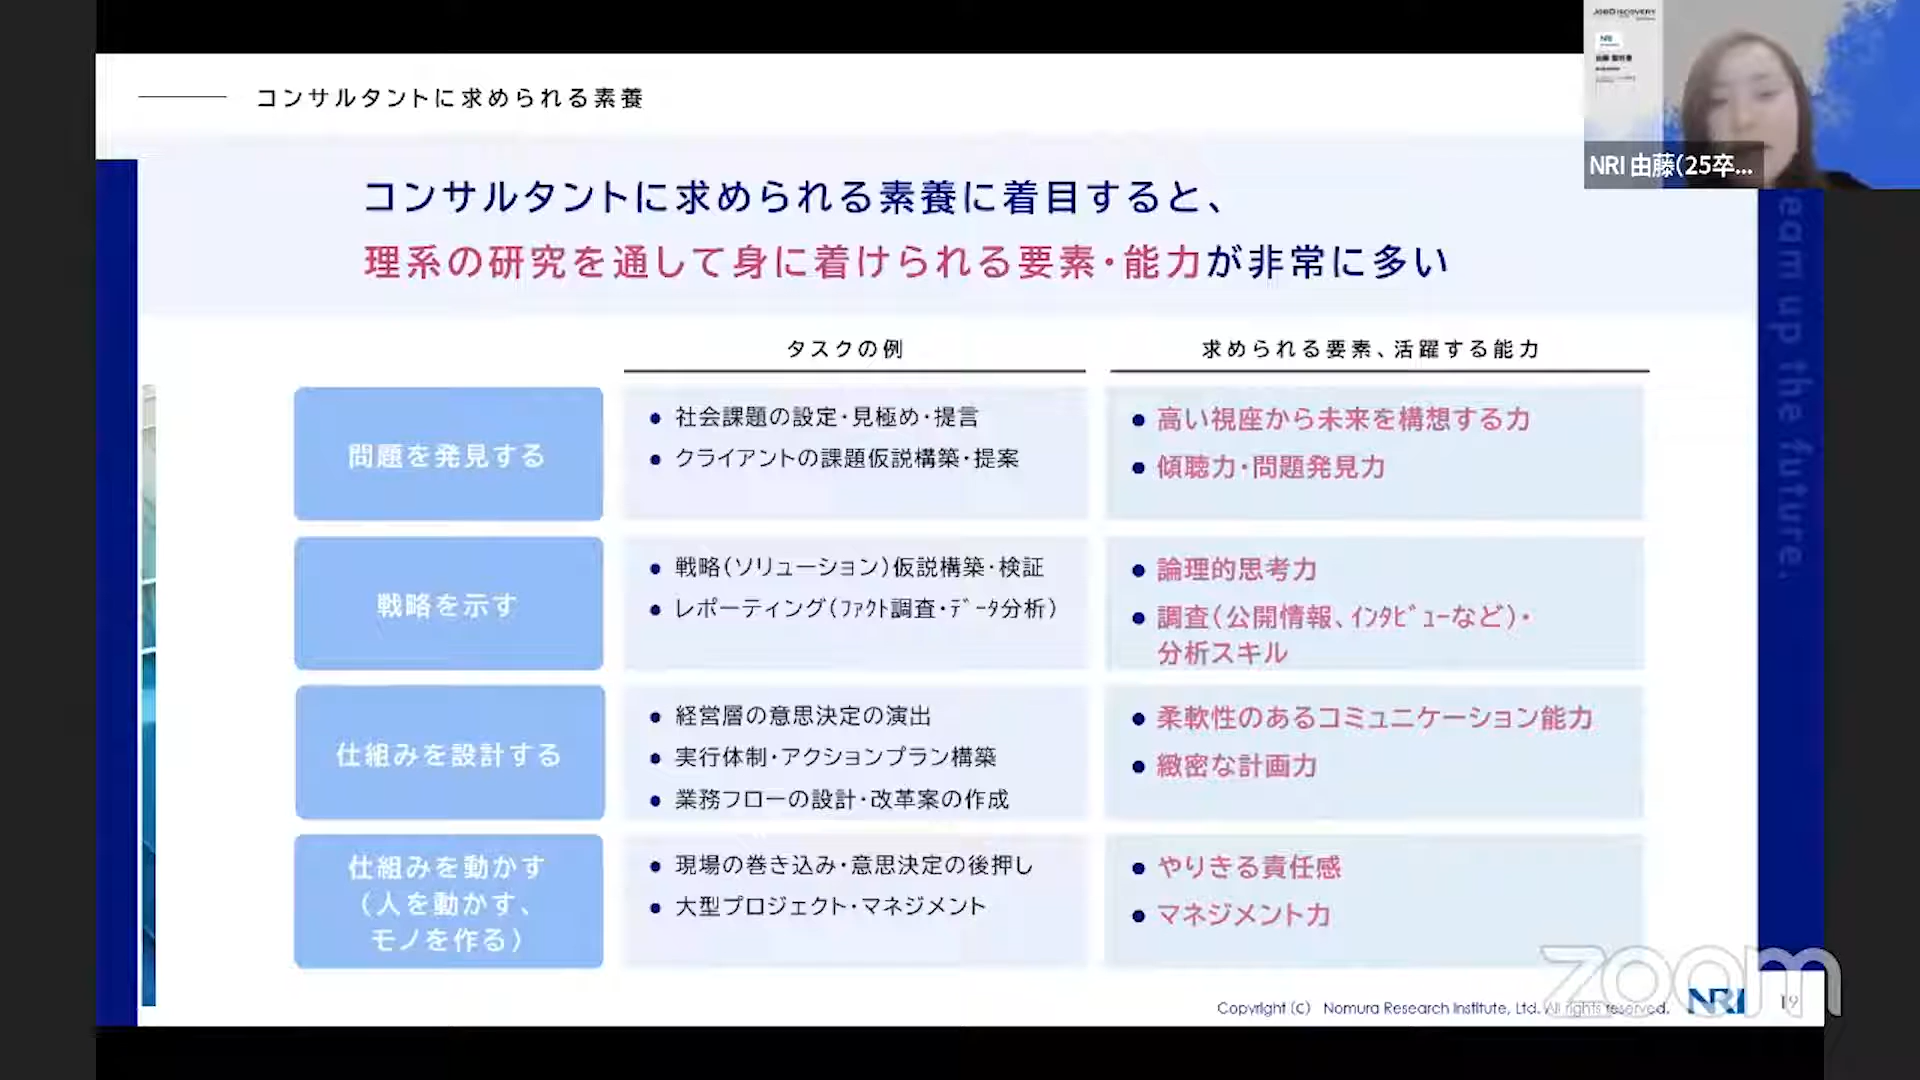 コンサルタントに求められる素養
コンサルタントに求められる素養に着目すると、
理系の研究を通して身に着けられる要素・能力が非常に多い
タスクの例
求められる要素、活躍する能力
問題を発見する
● 社会課題の設定・見極め・提言
● クライアントの課題仮説構築・提案
● 高い視座から未来を構想する力
● 傾聴力・問題発見力
戦略を示す
● 戦略(ソリューション)仮説構築・検証
● レポーティング(ﾌｧｸﾄ調査・ﾃﾞｰﾀ分析)
● 論理的思考力
● 調査(公開情報、ｲﾝﾀﾋﾞｭｰなど)・
分析スキル
仕組みを設計する
● 経営層の意思決定の演出
● 実行体制・アクションプラン構築
● 業務フローの設計・改革案の作成
● 柔軟性のあるコミュニケーション能力
● 緻密な計画力
仕組みを動かす
(人を動かす、
モノを作る)
● 現場の巻き込み・意思決定の後押し
● 大型プロジェクト・マネジメント
● やりきる責任感
● マネジメント力
Copyright (C) Nomura Research Institute, Ltd. All rights reserved.
NRI
19
zoom
eam up the future.
JOBDISCOVERY
NRI
NRI 由藤(25卒...